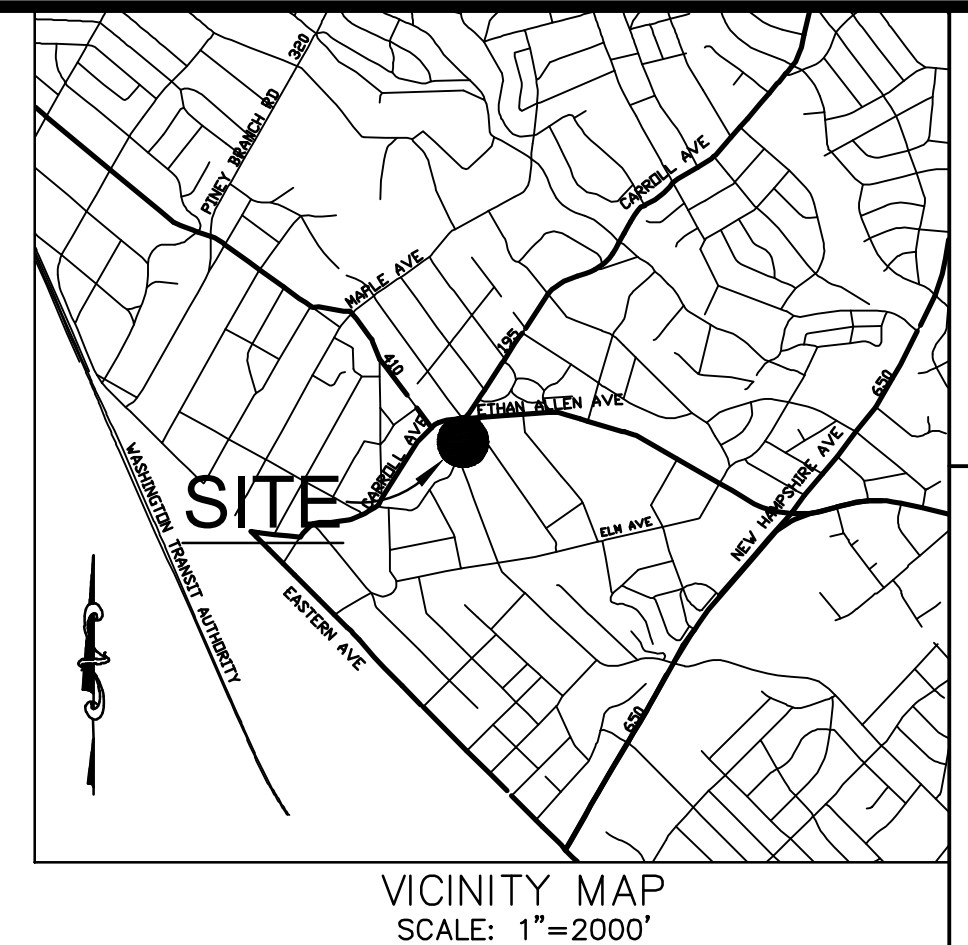 320
PINEY BRANCH RD
CARROLL AVE
MAPLE AVE
195
410
650
ETHAN ALLEN AVE
CARROLL AVE
NEW HAMPSHIRE AVE
WASHINGTON TRANSIT AUTHORITY
SITE
ELM AVE
EASTERN AVE
650
VICINITY MAP
SCALE: 1"=2000'